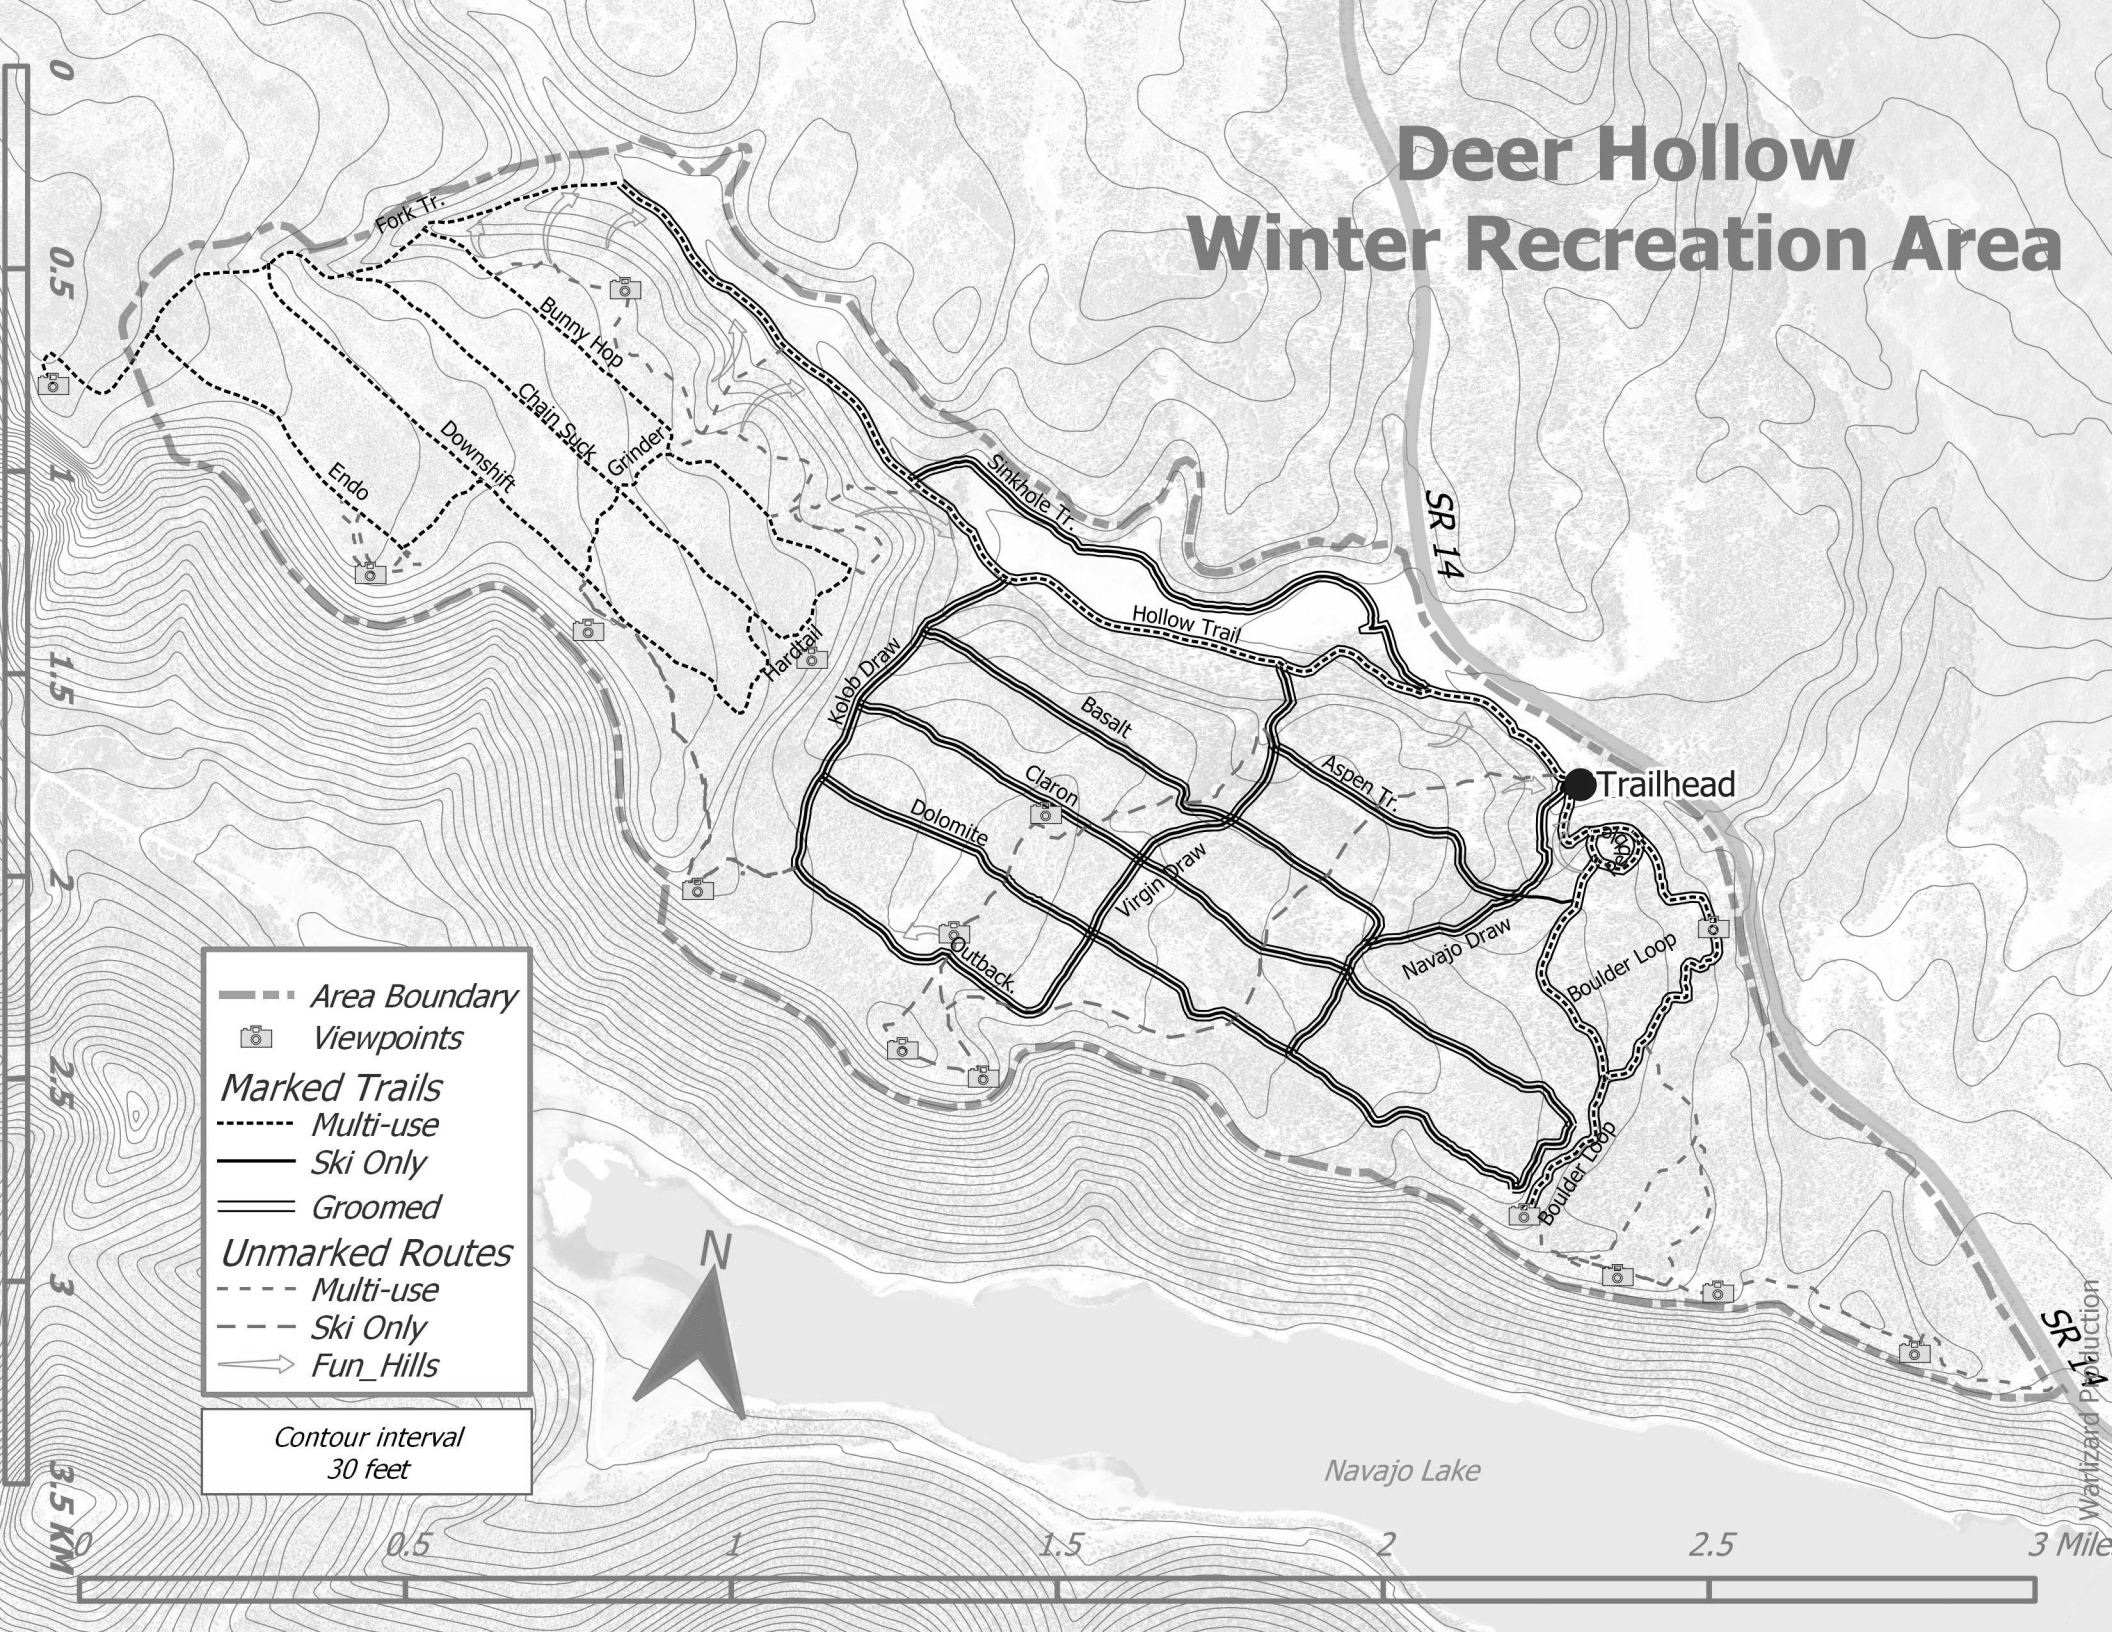 Deer Hollow
Winter Recreation Area
0
0.5
1
1.5
2
2.5
3
3.5 KM
Fork Tr.
Bunny Hop
Chain Suck
Grinder
Downshift
Endo
Hardtail
Sinkhole Tr.
SR 14
Hollow Trail
Kolob Draw
Basalt
Claron
Dolomite
Aspen Tr.
Trailhead
Virgin Draw
Navajo Draw
Outback.
Boulder Loop
Boulder Loop
SR 14
Area Boundary
Viewpoints
Marked Trails
Multi-use
Ski Only
Groomed
Unmarked Routes
Multi-use
Ski Only
Fun_Hills
Contour interval
30 feet
N
Navajo Lake
Warlizard Production
0 0.5 1 1.5 2 2.5 3 Mile